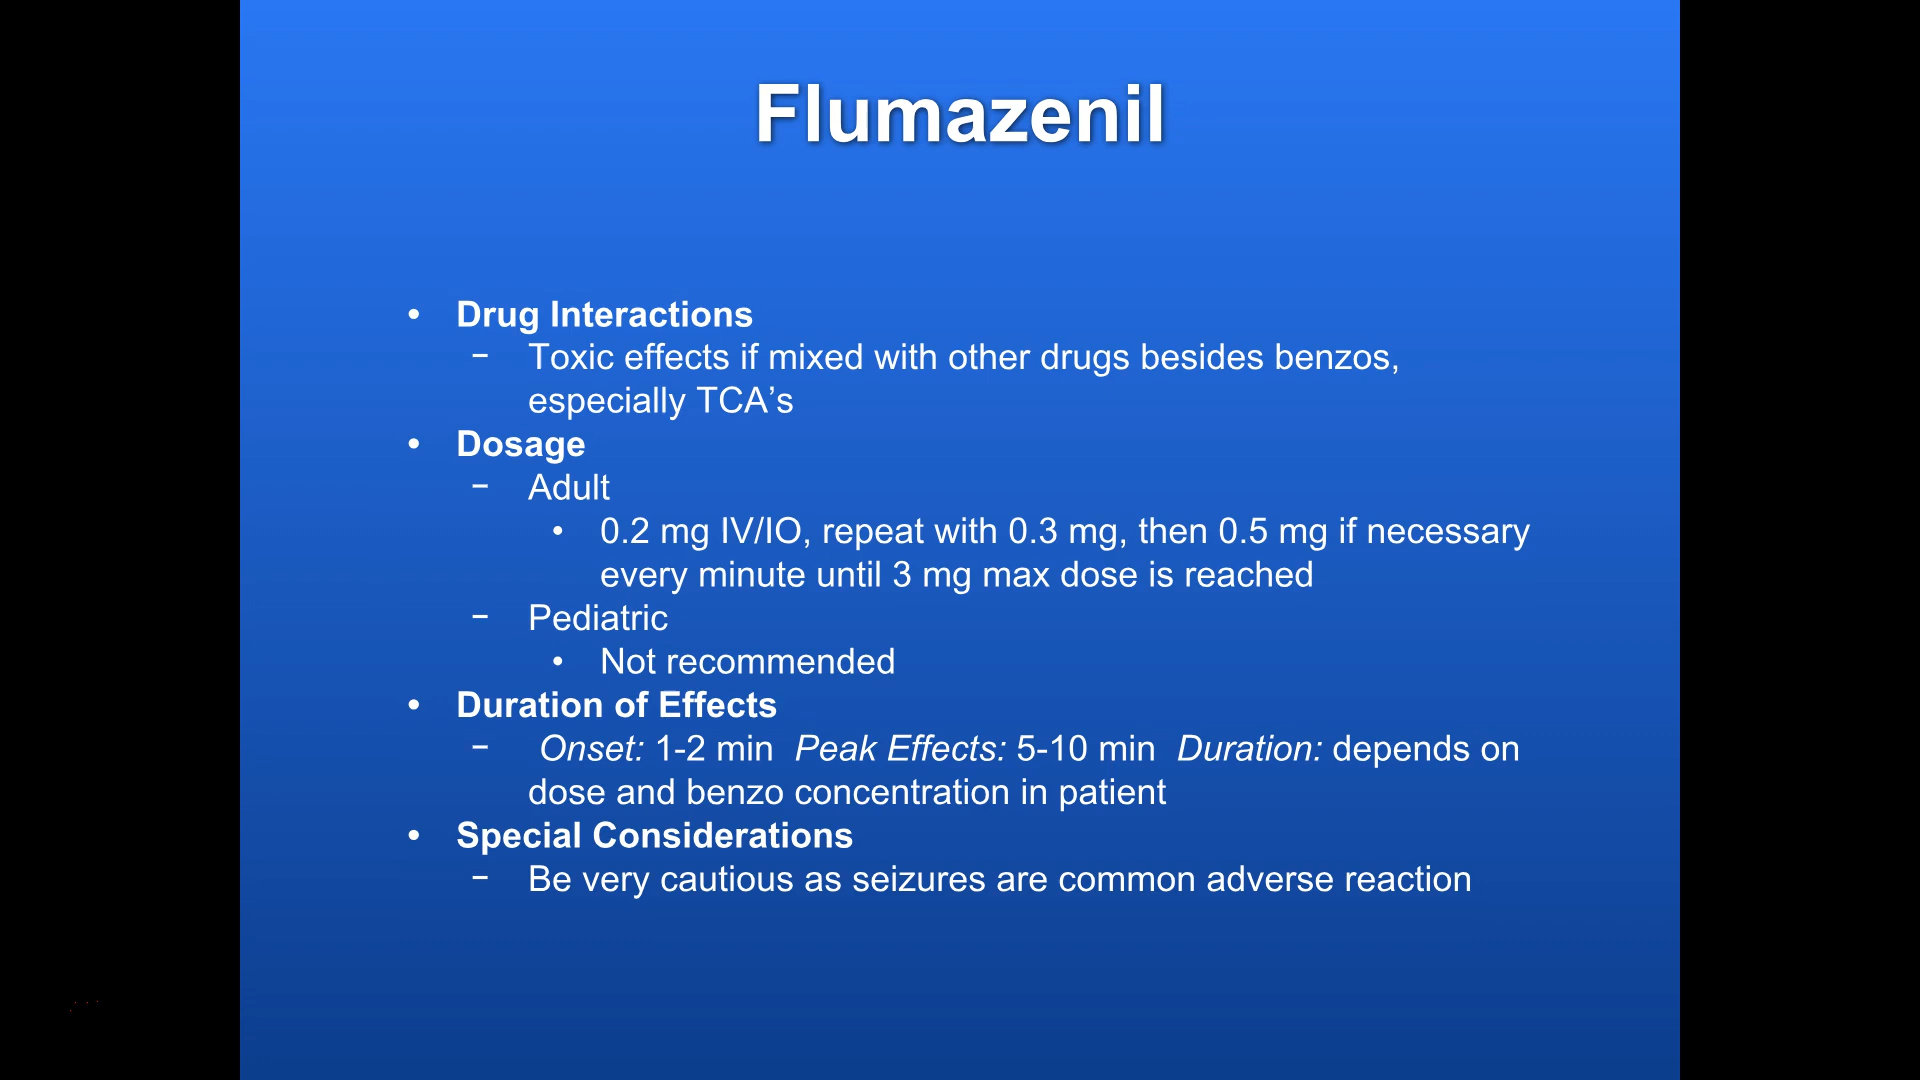 Flumazenil
• Drug Interactions
− Toxic effects if mixed with other drugs besides benzos,
especially TCA’s
• Dosage
− Adult
• 0.2 mg IV/IO, repeat with 0.3 mg, then 0.5 mg if necessary
every minute until 3 mg max dose is reached
− Pediatric
• Not recommended
• Duration of Effects
− Onset: 1-2 min Peak Effects: 5-10 min Duration: depends on
dose and benzo concentration in patient
• Special Considerations
− Be very cautious as seizures are common adverse reaction